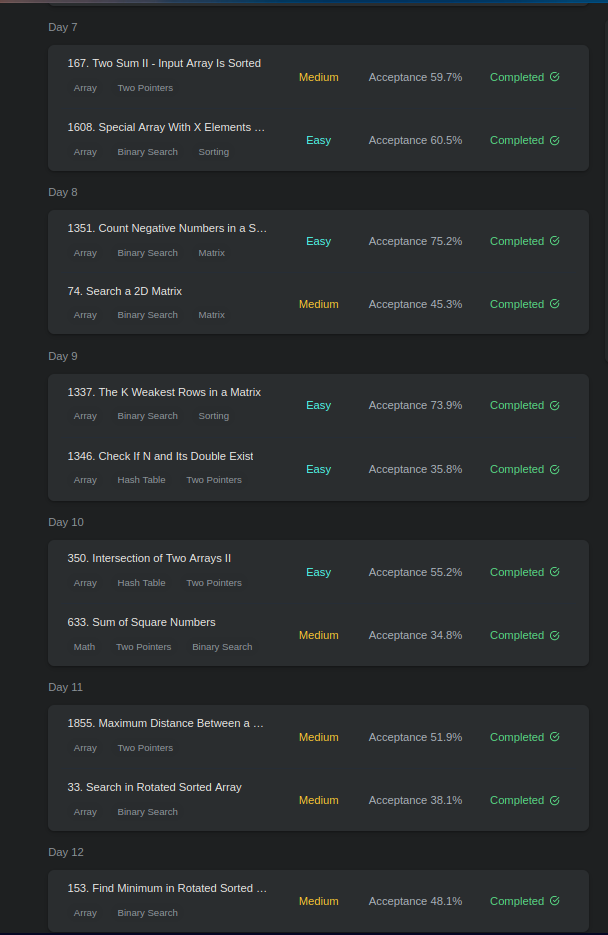 Day 7
167. Two Sum II - Input Array Is Sorted
Medium Acceptance 59.7% Completed
Array Two Pointers
1608. Special Array With X Elements ...
Easy Acceptance 60.5% Completed
Array Binary Search Sorting
Day 8
1351. Count Negative Numbers in a S...
Easy Acceptance 75.2% Completed
Array Binary Search Matrix
74. Search a 2D Matrix
Medium Acceptance 45.3% Completed
Array Binary Search Matrix
Day 9
1337. The K Weakest Rows in a Matrix
Easy Acceptance 73.9% Completed
Array Binary Search Sorting
1346. Check If N and Its Double Exist
Easy Acceptance 35.8% Completed
Array Hash Table Two Pointers
Day 10
350. Intersection of Two Arrays II
Easy Acceptance 55.2% Completed
Array Hash Table Two Pointers
633. Sum of Square Numbers
Medium Acceptance 34.8% Completed
Math Two Pointers Binary Search
Day 11
1855. Maximum Distance Between a ...
Medium Acceptance 51.9% Completed
Array Two Pointers
33. Search in Rotated Sorted Array
Medium Acceptance 38.1% Completed
Array Binary Search
Day 12
153. Find Minimum in Rotated Sorted ...
Medium Acceptance 48.1% Completed
Array Binary Search